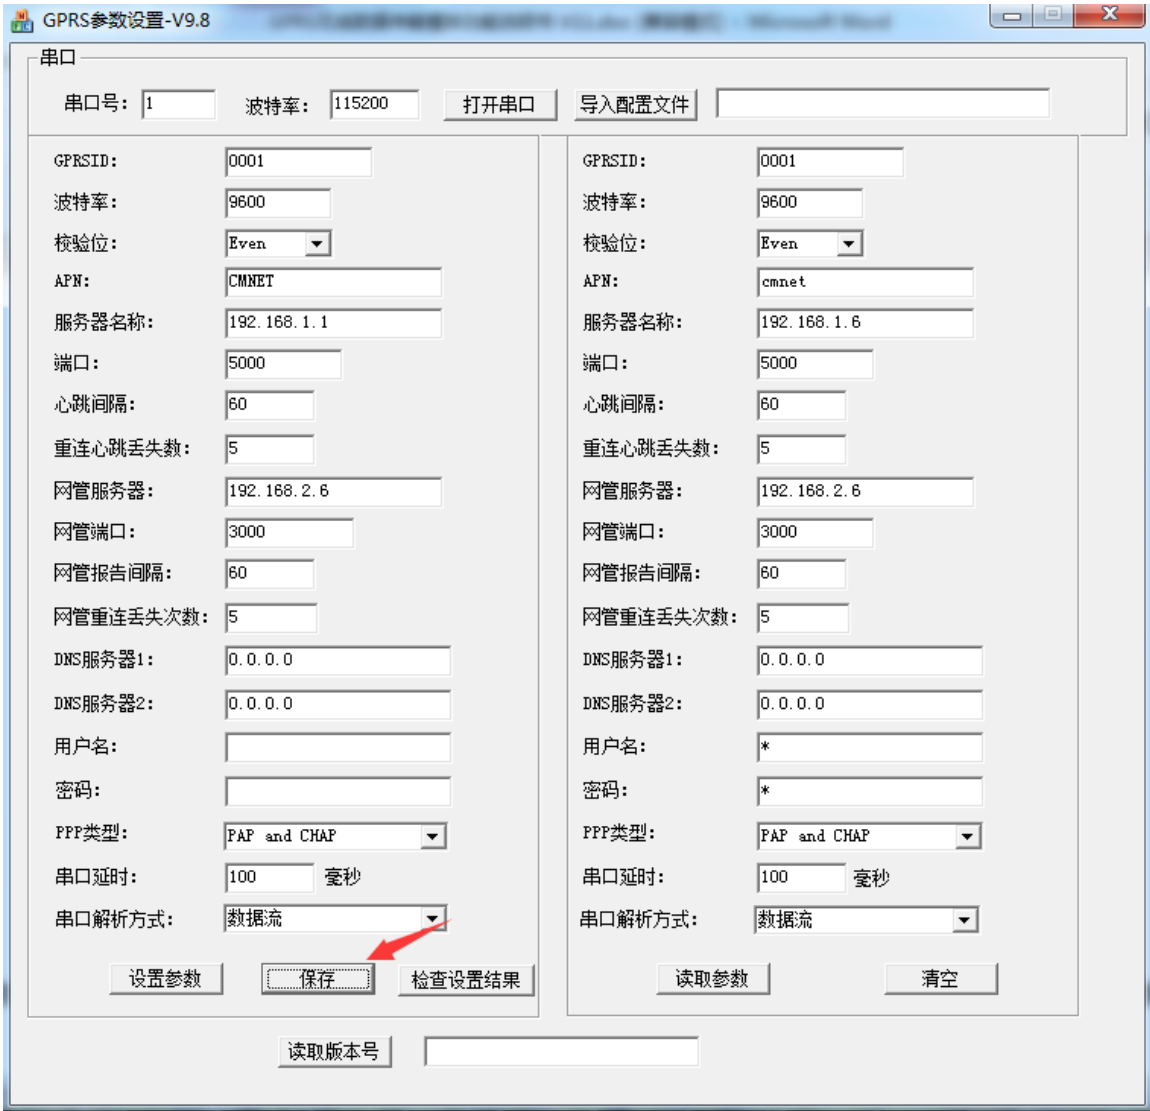 GPRS参数设置-V9.8
串口
串口号: 1 波特率: 115200 打开串口 导入配置文件
GPRSID: 0001 GPRSID: 0001
波特率: 9600 波特率: 9600
校验位: Even 校验位: Even
APN: CMNET APN: cmnet
服务器名称: 192.168.1.1 服务器名称: 192.168.1.6
端口: 5000 端口: 5000
心跳间隔: 60 心跳间隔: 60
重连心跳丢失数: 5 重连心跳丢失数: 5
网管服务器: 192.168.2.6 网管服务器: 192.168.2.6
网管端口: 3000 网管端口: 3000
网管报告间隔: 60 网管报告间隔: 60
网管重连丢失次数: 5 网管重连丢失次数: 5
DNS服务器1: 0.0.0.0 DNS服务器1: 0.0.0.0
DNS服务器2: 0.0.0.0 DNS服务器2: 0.0.0.0
用户名: 用户名: *
密码: 密码: *
PPP类型: PAP and CHAP PPP类型: PAP and CHAP
串口延时: 100 毫秒 串口延时: 100 毫秒
串口解析方式: 数据流 串口解析方式: 数据流
设置参数 保存 检查设置结果 读取参数 清空
读取版本号